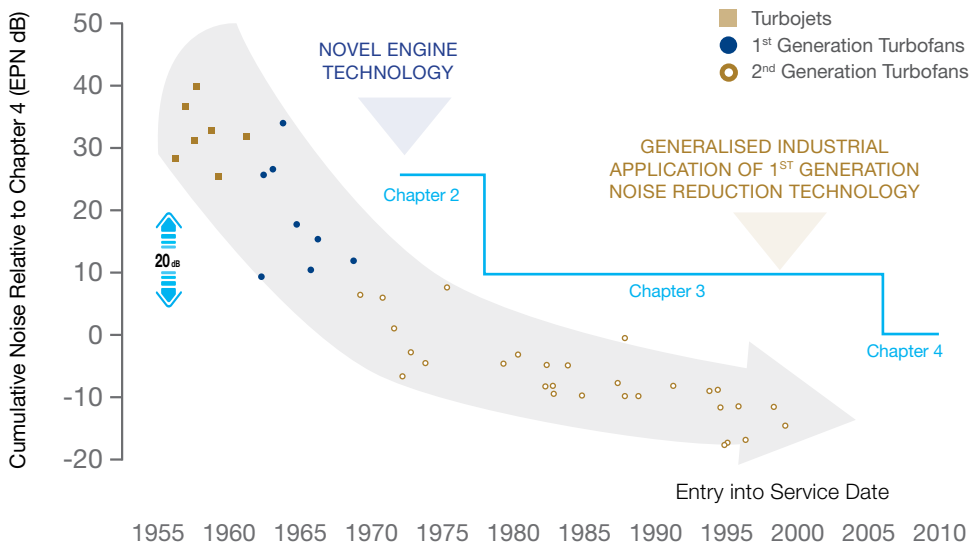 Cumulative Noise Relative to Chapter 4 (EPN dB)
50
40
30
20
10
0
-10
-20
Turbojets
1st Generation Turbofans
2nd Generation Turbofans
NOVEL ENGINE
TECHNOLOGY
GENERALISED INDUSTRIAL
APPLICATION OF 1ST GENERATION
NOISE REDUCTION TECHNOLOGY
Chapter 2
20 dB
Chapter 3
Chapter 4
Entry into Service Date
1955 1960 1965 1970 1975 1980 1985 1990 1995 2000 2005 2010